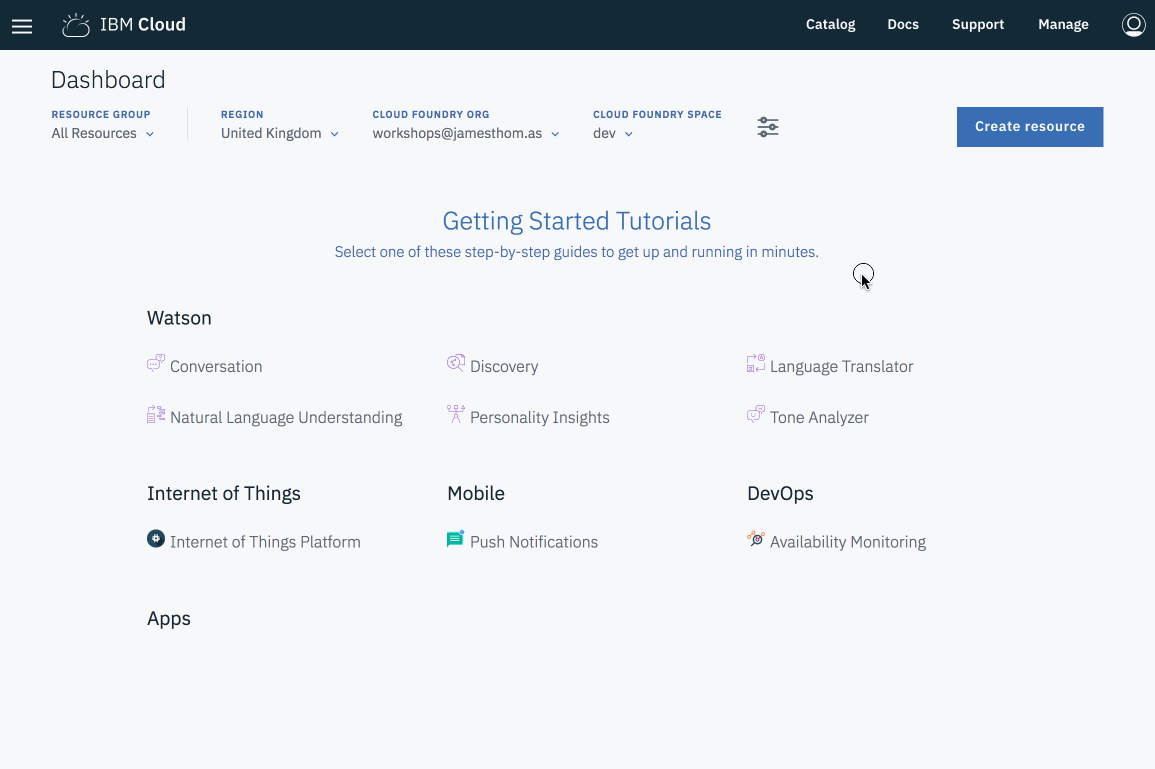 IBM Cloud
Catalog Docs Support Manage
Dashboard
RESOURCE GROUP REGION CLOUD FOUNDRY ORG CLOUD FOUNDRY SPACE
All Resources United Kingdom workshops@jamesthom.as dev
Create resource
Getting Started Tutorials
Select one of these step-by-step guides to get up and running in minutes.
Watson
Conversation Discovery Language Translator
Natural Language Understanding Personality Insights Tone Analyzer
Internet of Things Mobile DevOps
Internet of Things Platform Push Notifications Availability Monitoring
Apps